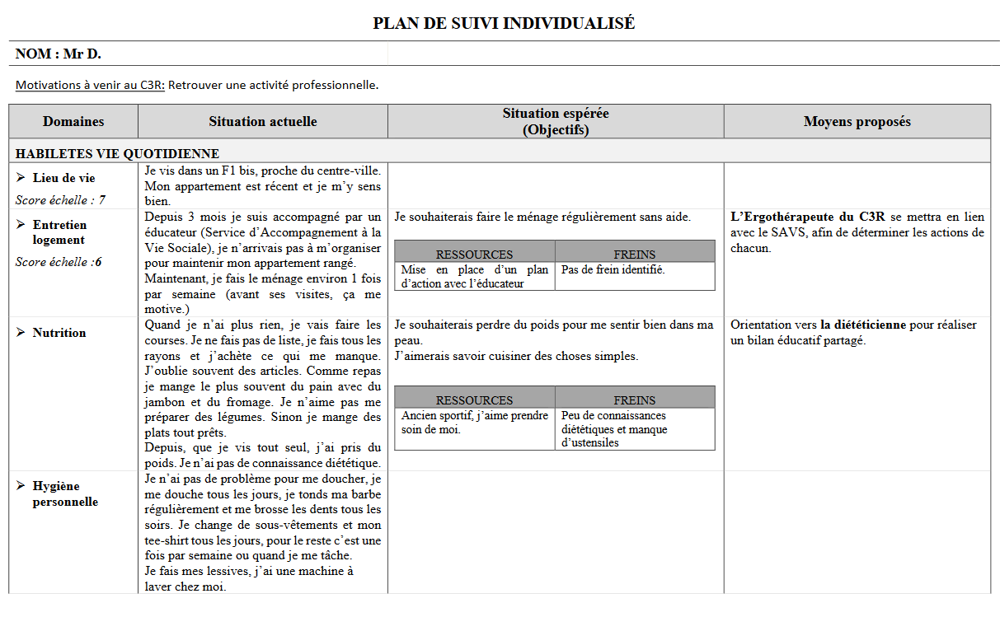 PLAN DE SUIVI INDIVIDUALISÉ
NOM : Mr D.
Motivations à venir au C3R: Retrouver une activité professionnelle.
Domaines
Situation actuelle
Situation espérée
(Objectifs)
Moyens proposés
HABILETES VIE QUOTIDIENNE
➢ Lieu de vie
Score échelle : 7
Je vis dans un F1 bis, proche du centre-ville.
Mon appartement est récent et je m’y sens
bien.
➢ Entretien
logement
Score échelle :6
Depuis 3 mois je suis accompagné par un
éducateur (Service d’Accompagnement à la
Vie Sociale), je n’arrivais pas à m’organiser
pour maintenir mon appartement rangé.
Maintenant, je fais le ménage environ 1 fois
par semaine (avant ses visites, ça me
motive.)
Je souhaiterais faire le ménage régulièrement sans aide.
RESSOURCES
FREINS
Mise en place d’un plan
d’action avec l’éducateur
Pas de frein identifié.
L’Ergothérapeute du C3R se mettra en lien
avec le SAVS, afin de déterminer les actions de
chacun.
➢ Nutrition
Quand je n’ai plus rien, je vais faire les
courses. Je ne fais pas de liste, je fais tous les
rayons et j’achète ce qui me manque.
J’oublie souvent des articles. Comme repas
je mange le plus souvent du pain avec du
jambon et du fromage. Je n’aime pas me
préparer des légumes. Sinon je mange des
plats tout prêts.
Depuis, que je vis tout seul, j’ai pris du
poids. Je n’ai pas de connaissance diététique.
Je souhaiterais perdre du poids pour me sentir bien dans ma
peau.
J’aimerais savoir cuisiner des choses simples.
RESSOURCES
FREINS
Ancien sportif, j’aime prendre
soin de moi.
Peu de connaissances
diététiques et manque
d’ustensiles
Orientation vers la diététicienne pour réaliser
un bilan éducatif partagé.
➢ Hygiène
personnelle
Je n’ai pas de problème pour me doucher, je
me douche tous les jours, je tonds ma barbe
régulièrement et me brosse les dents tous les
soirs. Je change de sous-vêtements et mon
tee-shirt tous les jours, pour le reste c’est une
fois par semaine ou quand je me tâche.
Je fais mes lessives, j’ai une machine à
laver chez moi.